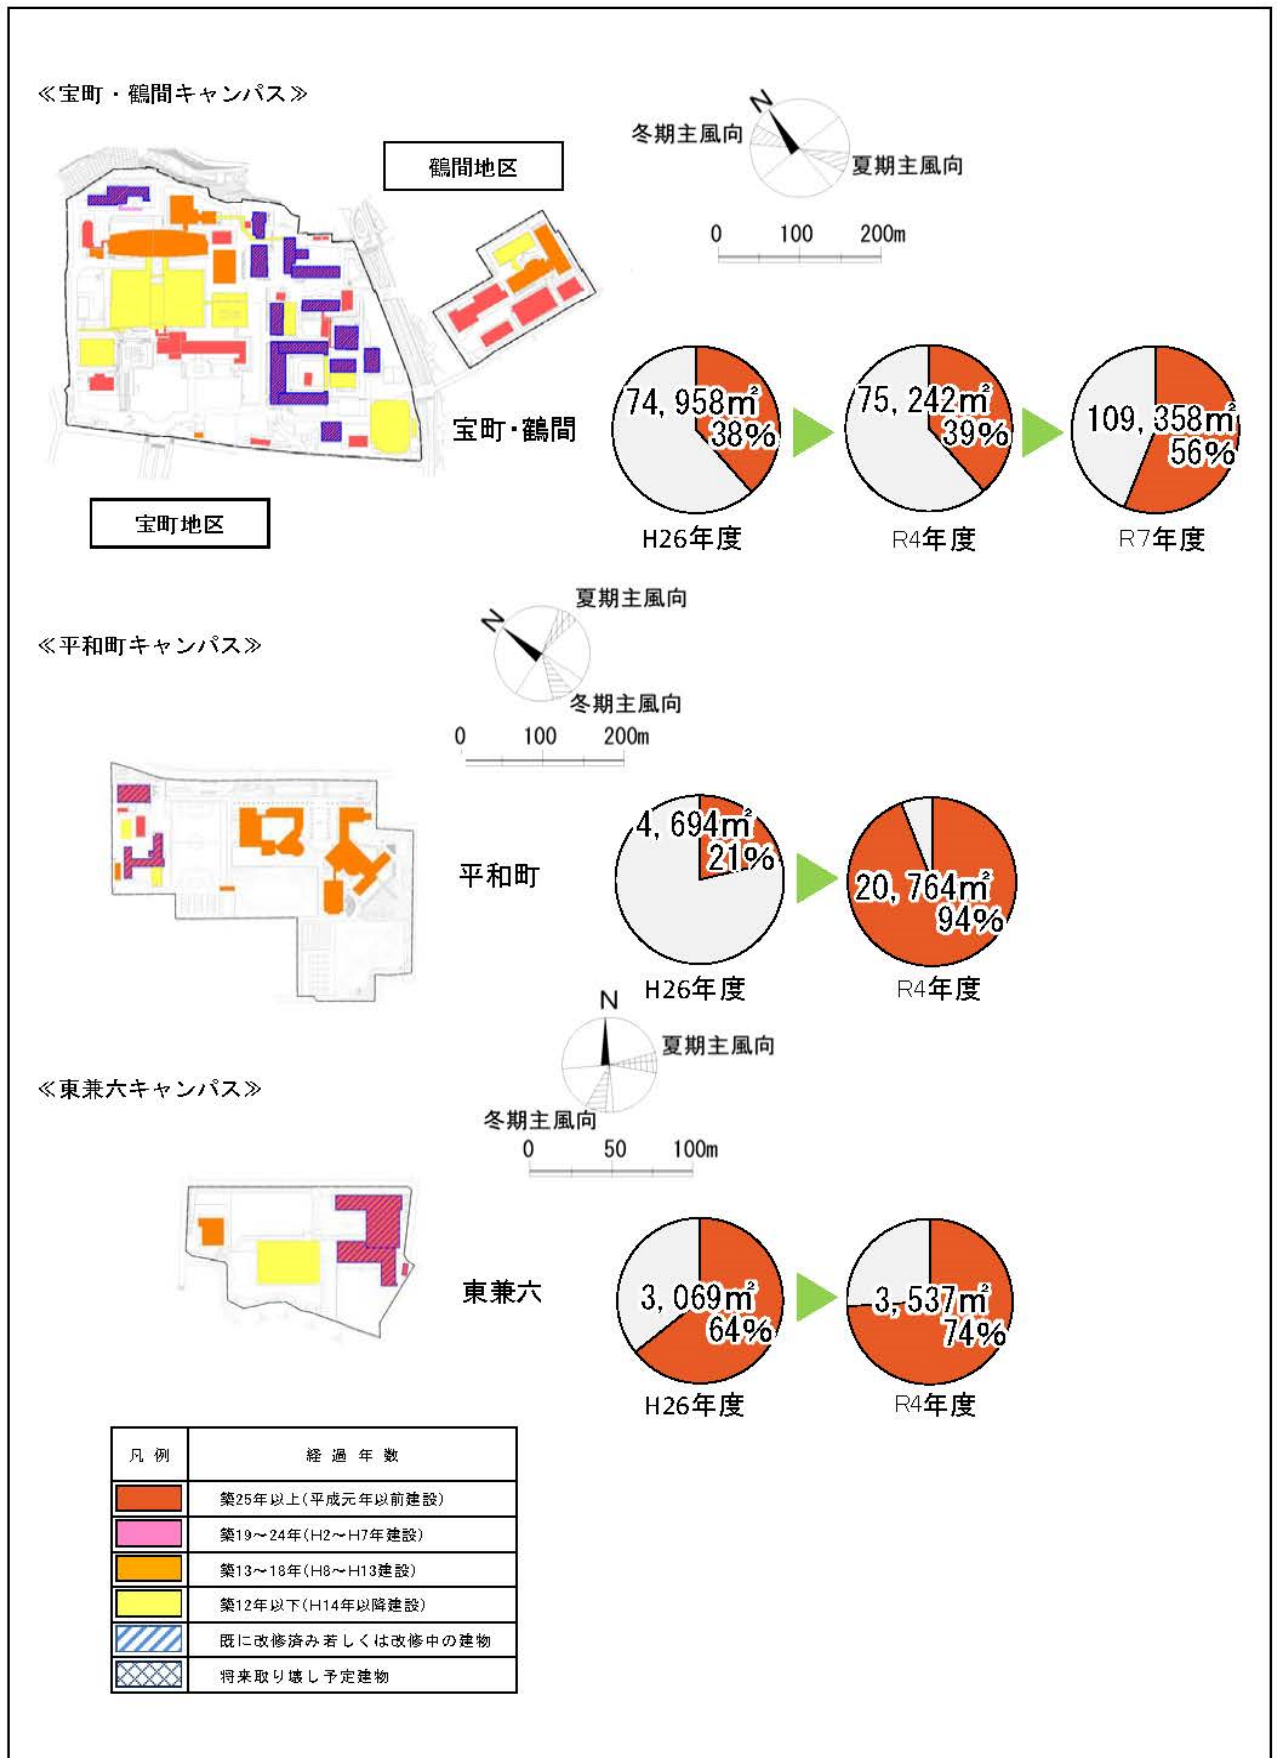 ≪宝町・鶴間キャンパス≫
鶴間地区
N
冬期主風向
夏期主風向
0 100 200m
宝町・鶴間
74,958㎡
38%
H26年度
75,242㎡
39%
R4年度
109,358㎡
56%
R7年度
宝町地区
≪平和町キャンパス≫
夏期主風向
N
冬期主風向
0 100 200m
平和町
4,694㎡
21%
H26年度
20,764㎡
94%
R4年度
≪東兼六キャンパス≫
N
夏期主風向
冬期主風向
0 50 100m
東兼六
3,069㎡
64%
H26年度
3,537㎡
74%
R4年度
凡例 経過年数
築25年以上(平成元年以前建設)
築19～24年(H2～H7年建設)
築13～18年(H8～H13建設)
築12年以下(H14年以降建設)
既に改修済み若しくは改修中の建物
将来取り壊し予定建物